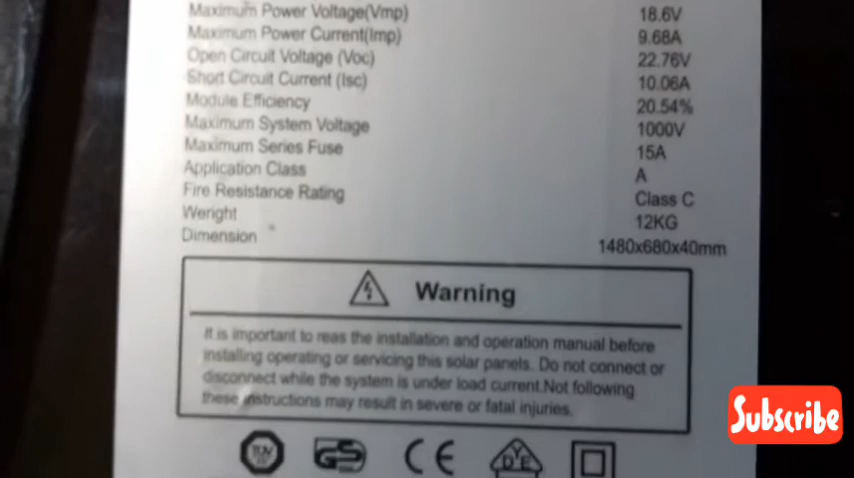 Maximum Power Voltage(Vmp) 18.6V
Maximum Power Current(Imp) 9.68A
Open Circuit Voltage (Voc) 22.76V
Short Circuit Current (Isc) 10.06A
Module Efficiency 20.54%
Maximum System Voltage 1000V
Maximum Series Fuse 15A
Application Class A
Fire Resistance Rating Class C
Weright 12KG
Dimension 1480x680x40mm
Warning
It is important to reas the installation and operation manual before
installing operating or servicing this solar panels. Do not connect or
disconnect while the system is under load current.Not following
these instructions may result in severe or fatal injuries.
TUV GS CE DVE
Subscribe